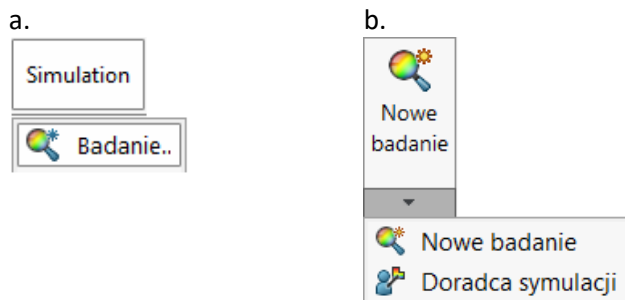 a.
Simulation
Badanie..
b.
Nowe
badanie
Nowe badanie
Doradca symulacji